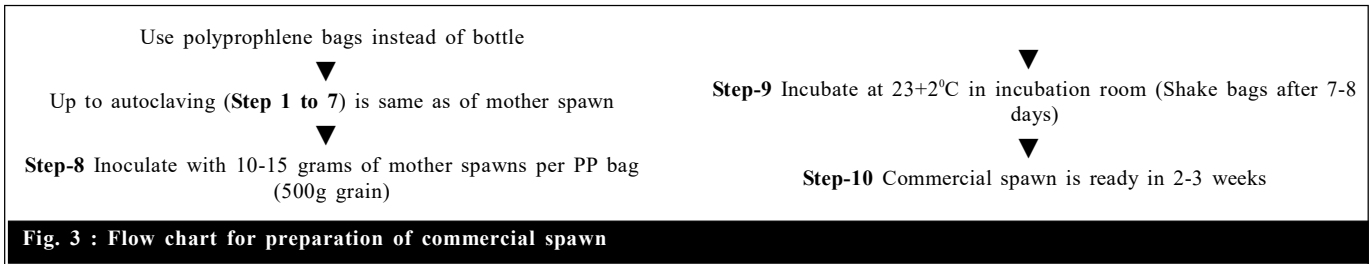 Use polyprophlene bags instead of bottle
▼
Up to autoclaving (Step 1 to 7) is same as of mother spawn
▼
Step-8 Inoculate with 10-15 grams of mother spawns per PP bag
(500g grain)
▼
Step-9 Incubate at 23+2⁰C in incubation room (Shake bags after 7-8
days)
▼
Step-10 Commercial spawn is ready in 2-3 weeks
Fig. 3 : Flow chart for preparation of commercial spawn